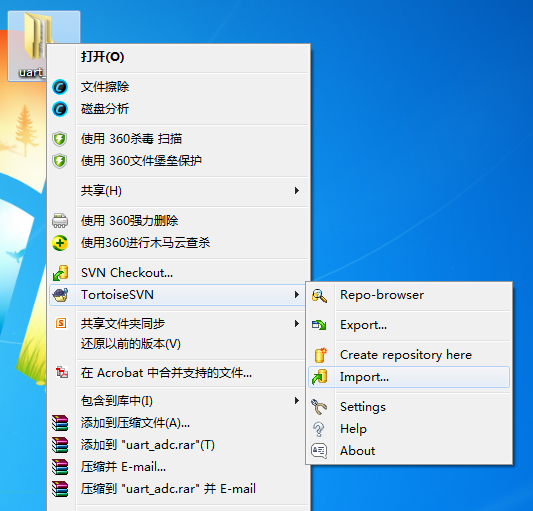 uart_
打开(O)
文件擦除
磁盘分析
使用 360杀毒 扫描
使用 360文件堡垒保护
共享(H)
使用 360强力删除
使用360进行木马云查杀
SVN Checkout...
TortoiseSVN
共享文件夹同步
还原以前的版本(V)
在 Acrobat 中合并支持的文件...
包含到库中(I)
添加到压缩文件(A)...
添加到 "uart_adc.rar"(T)
压缩并 E-mail...
压缩到 "uart_adc.rar" 并 E-mail
Repo-browser
Export...
Create repository here
Import...
Settings
Help
About